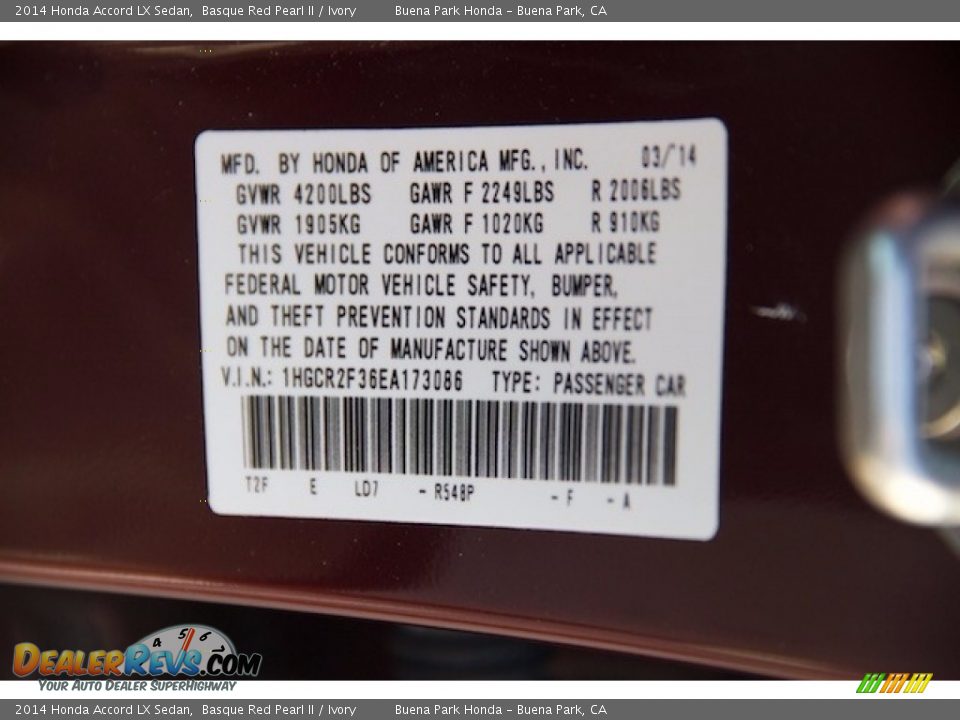 2014 Honda Accord LX Sedan, Basque Red Pearl II / Ivory Buena Park Honda - Buena Park, CA
MFD. BY HONDA OF AMERICA MFG., INC. 03/'14
GVWR 4200LBS GAWR F 2249LBS R 2006LBS
GVWR 1905KG GAWR F 1020KG R 910KG
THIS VEHICLE CONFORMS TO ALL APPLICABLE
FEDERAL MOTOR VEHICLE SAFETY, BUMPER,
AND THEFT PREVENTION STANDARDS IN EFFECT
ON THE DATE OF MANUFACTURE SHOWN ABOVE.
V.I.N.: 1HGCR2F36EA173086 TYPE: PASSENGER CAR
T2F E LD7 - R548P - F - A
4 5 6
DEALERREVS.COM
YOUR AUTO DEALER SUPERHIGHWAY
2014 Honda Accord LX Sedan, Basque Red Pearl II / Ivory Buena Park Honda - Buena Park, CA